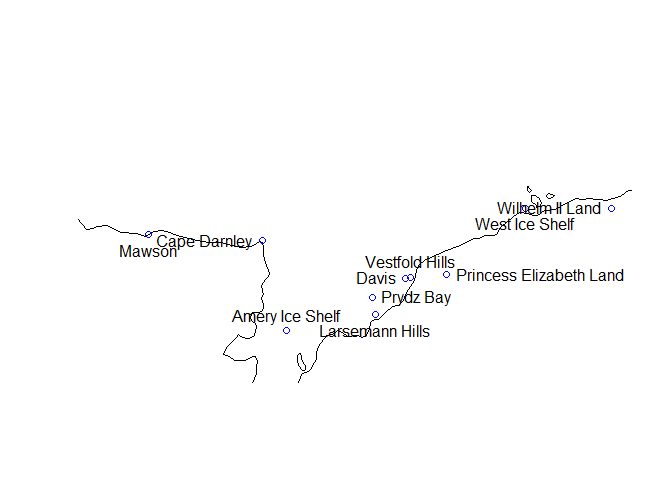 Wilhelm II Land
West Ice Shelf
Cape Darnley
Mawson
Vestfold Hills
Davis
Princess Elizabeth Land
Prydz Bay
Amery Ice Shelf
Larsemann Hills